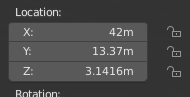 Location:
X: 42m
Y: 13.37m
Z: 3.1416m
Rotation: